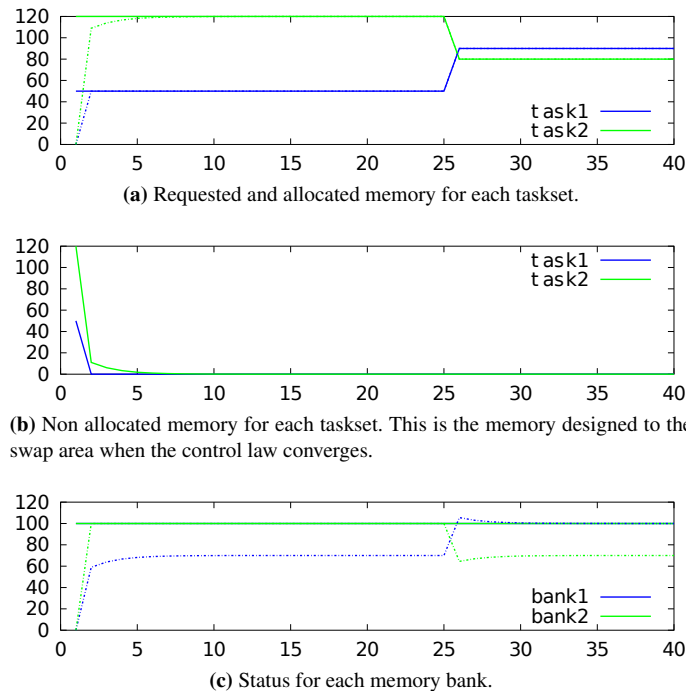 120
100
80
60
40
20
0
task1
task2
0 5 10 15 20 25 30 35 40
(a) Requested and allocated memory for each taskset.
120
100
80
60
40
20
0
task1
task2
0 5 10 15 20 25 30 35 40
(b) Non allocated memory for each taskset. This is the memory designed to the
swap area when the control law converges.
120
100
80
60
40
20
0
bank1
bank2
0 5 10 15 20 25 30 35 40
(c) Status for each memory bank.